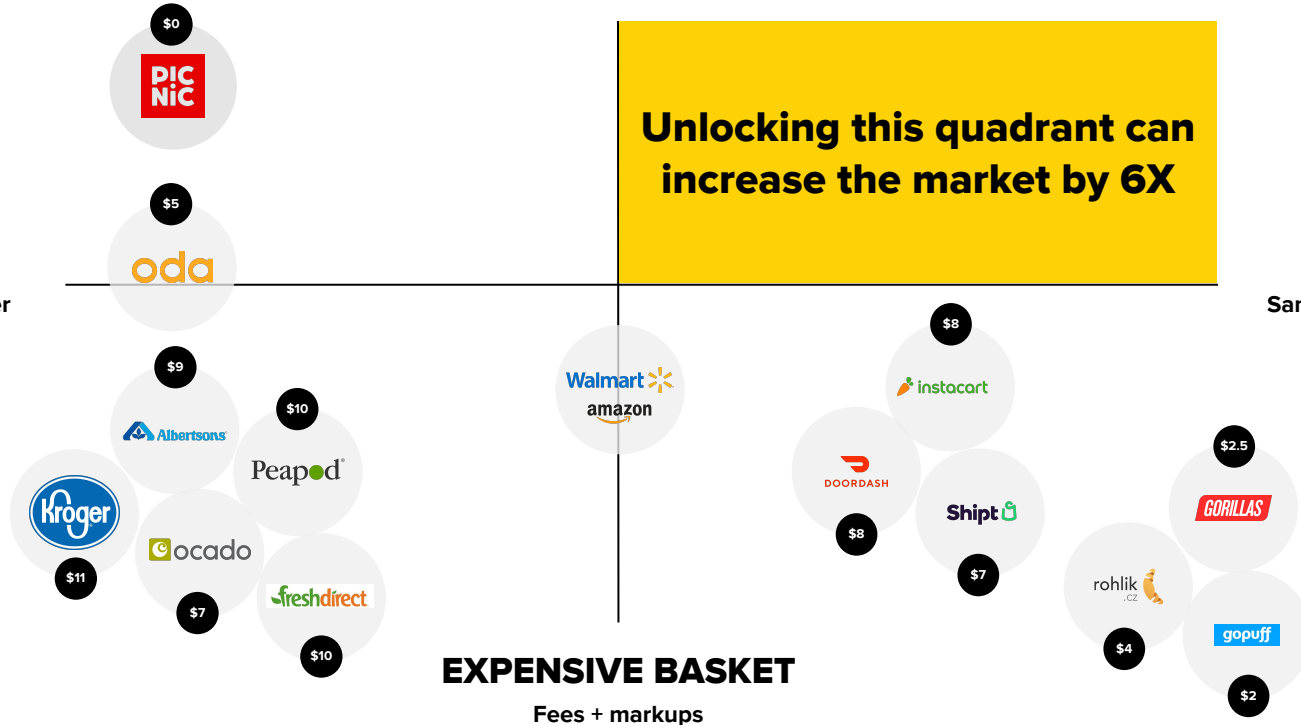 $0
PIC
NiC
Unlocking this quadrant can
increase the market by 6X
$5
oda
er
Sar
$8
$9
Walmart
instacart
amazon
$10
Albertsons
$2.5
Peapod
DOORDASH
GORILLAS
Kroger
Shipt
$8
ocado
$11
$7
rohlik
.CZ
freshdirect
$7
gopuff
$4
$10
EXPENSIVE BASKET
$2
Fees + markups